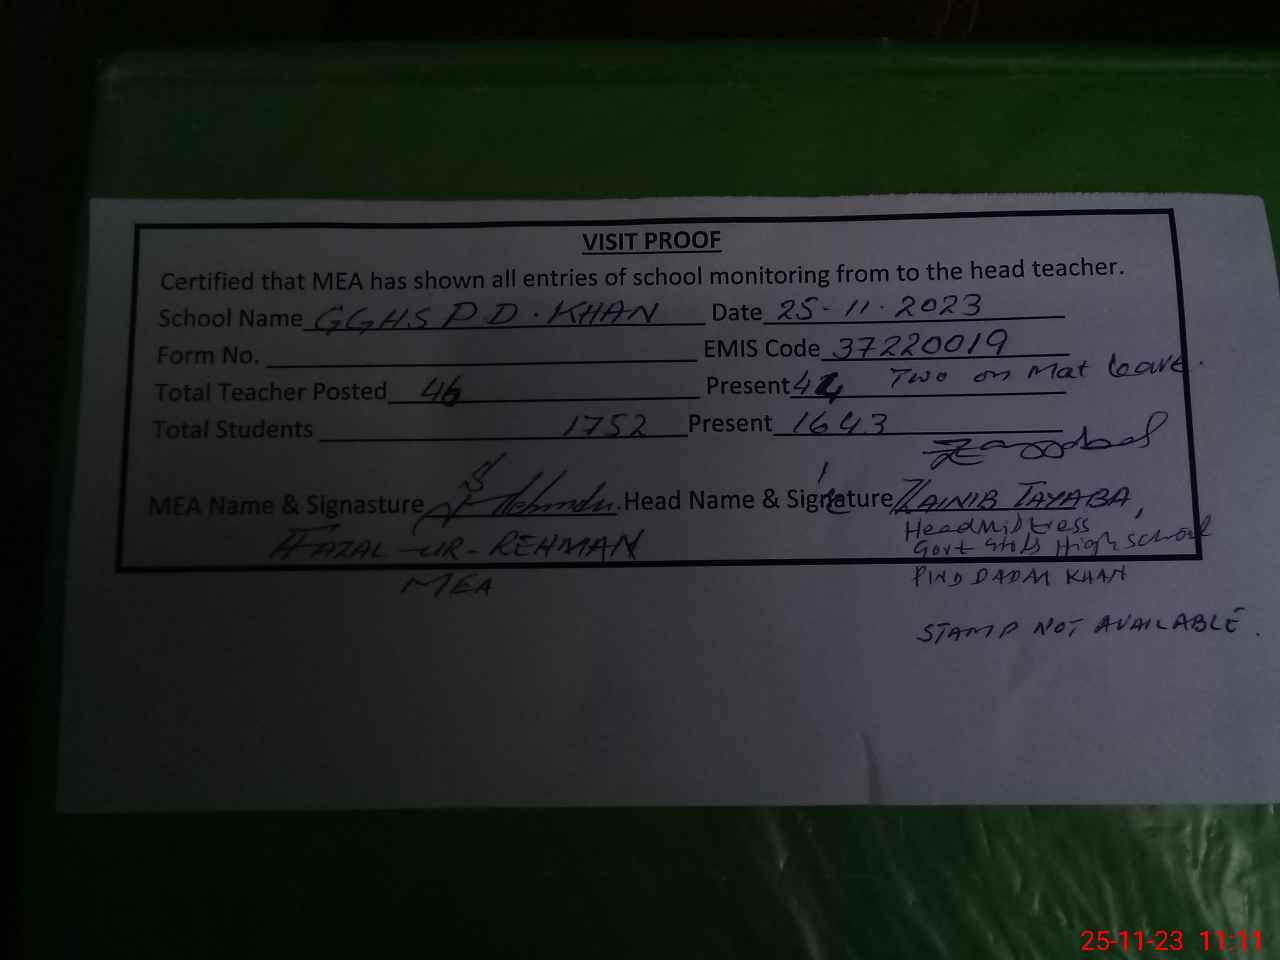 VISIT PROOF
Certified that MEA has shown all entries of school monitoring from to the head teacher.
School Name GGHS P D. KHAN Date 25-11-2023
Form No. EMIS Code 37220019
Total Teacher Posted 46 Present 44 Two on Mat leave.
Total Students 1752 Present 1643
MEA Name & Signasture Head Name & Signature ZAINIB TAYABA,
FAZAL-UR-REHMAN Headmistress
Govt Girls High School
MEA PIND DADAN KHAN
STAMP NOT AVAILABLE.
25-11-23 11:11